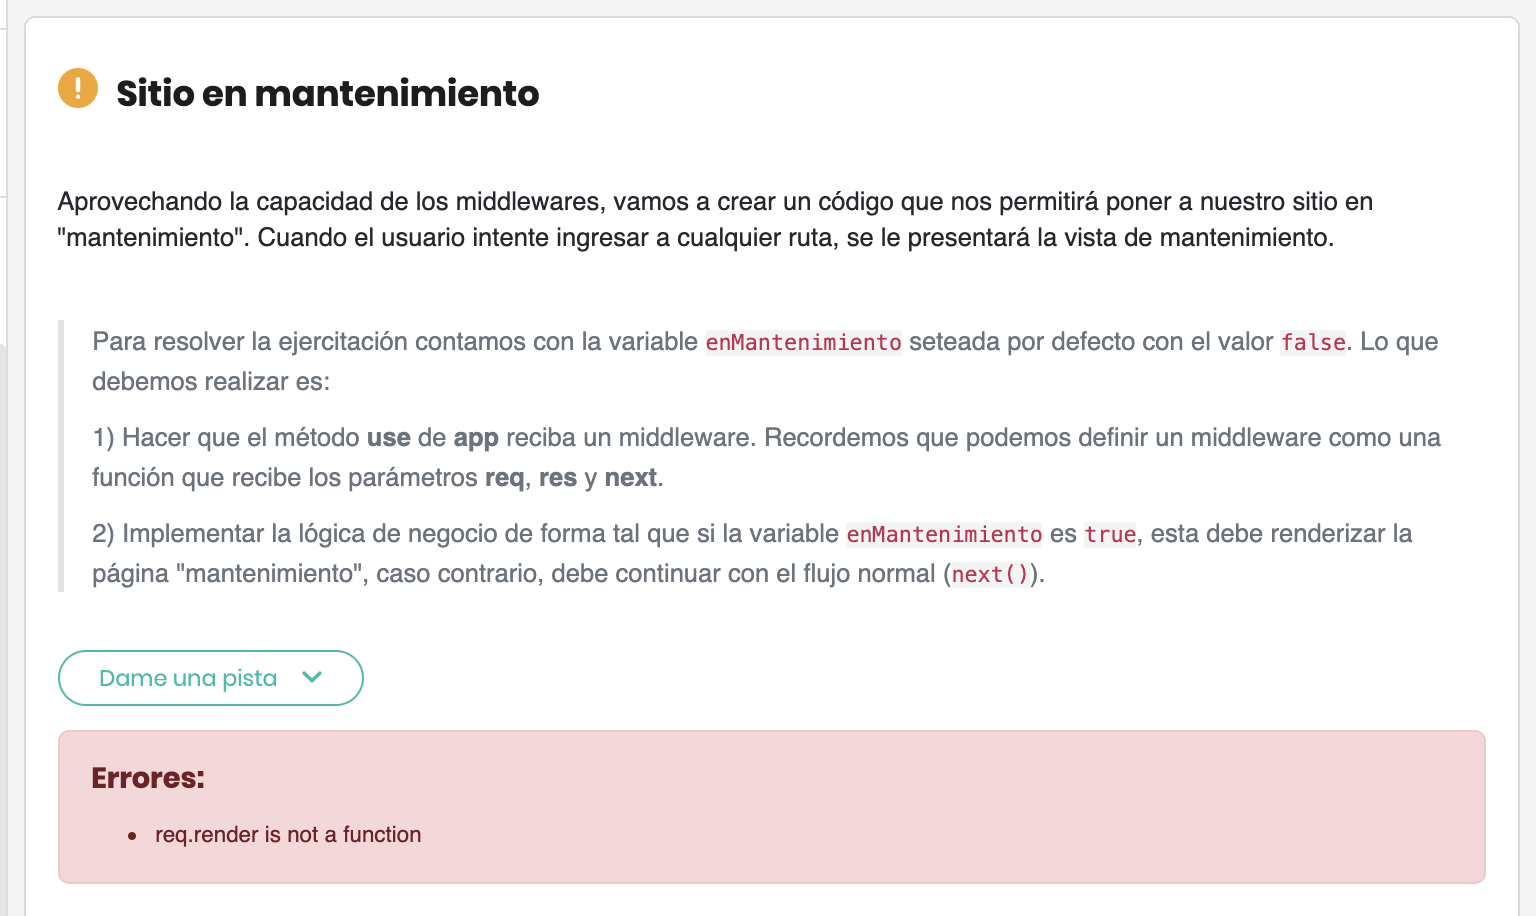 Sitio en mantenimiento
Aprovechando la capacidad de los middlewares, vamos a crear un código que nos permitirá poner a nuestro sitio en
"mantenimiento". Cuando el usuario intente ingresar a cualquier ruta, se le presentará la vista de mantenimiento.
Para resolver la ejercitación contamos con la variable enMantenimiento seteada por defecto con el valor false. Lo que
debemos realizar es:
1) Hacer que el método use de app reciba un middleware. Recordemos que podemos definir un middleware como una
función que recibe los parámetros req, res y next.
2) Implementar la lógica de negocio de forma tal que si la variable enMantenimiento es true, esta debe renderizar la
página "mantenimiento", caso contrario, debe continuar con el flujo normal (next()).
Dame una pista
Errores:
• req.render is not a function